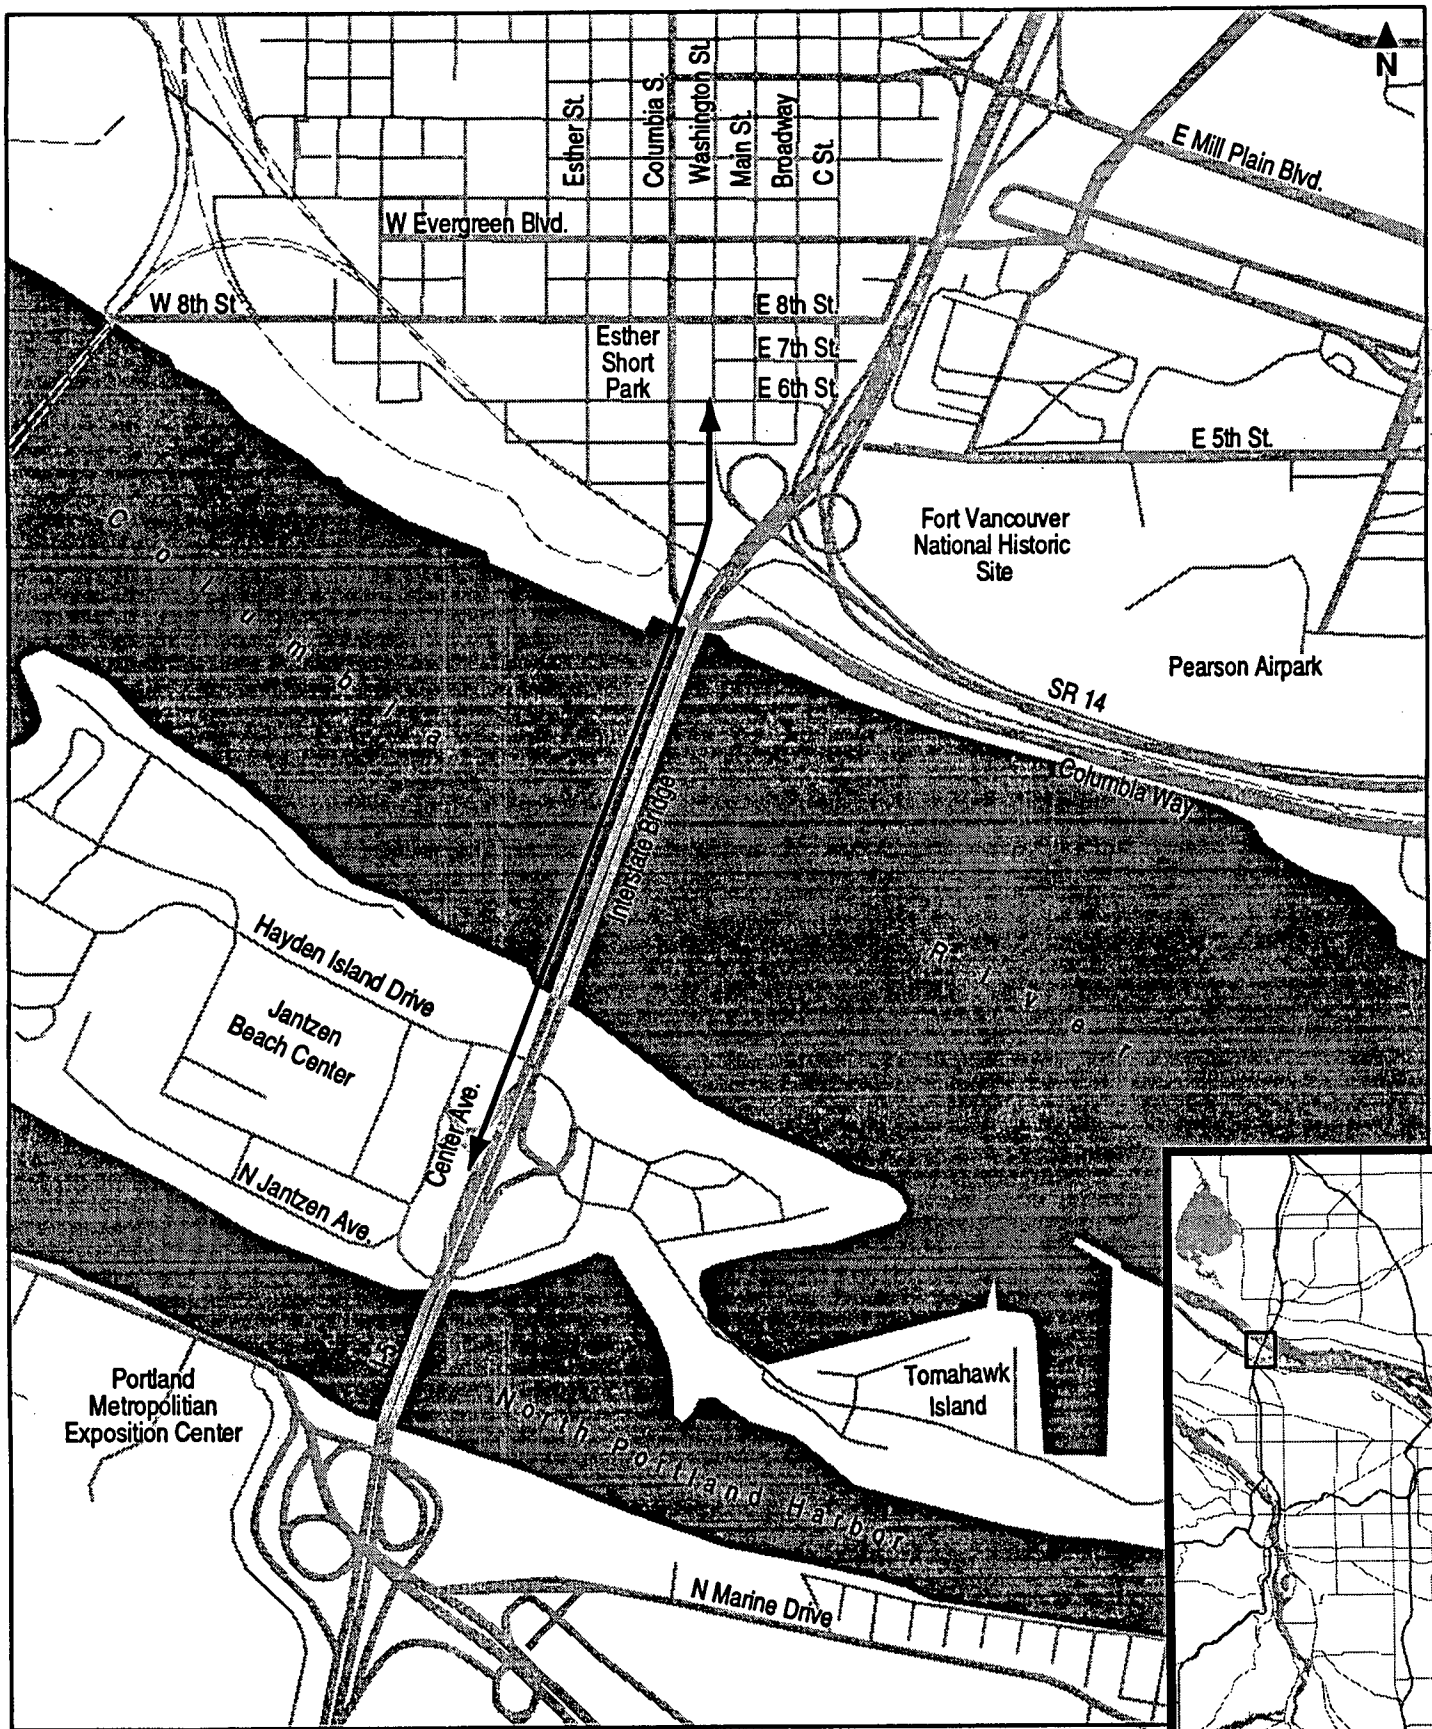 N
Esther St.
Columbia S.
Washington St.
Main St.
Broadway
C St.
E Mill Plain Blvd.
W Evergreen Blvd.
W 8th St
E 8th St.
Esther
Short
Park
E 7th St.
E 6th St.
E 5th St.
Columbia
Fort Vancouver
National Historic
Site
Pearson Airpark
SR 14
Columbia Way
Interstate Bridge
River
Hayden Island Drive
Jantzen
Beach Center
Center Ave.
N Jantzen Ave.
Portland
Metropolitian
Exposition Center
Tomahawk
Island
North Portland Harbor
N Marine Drive